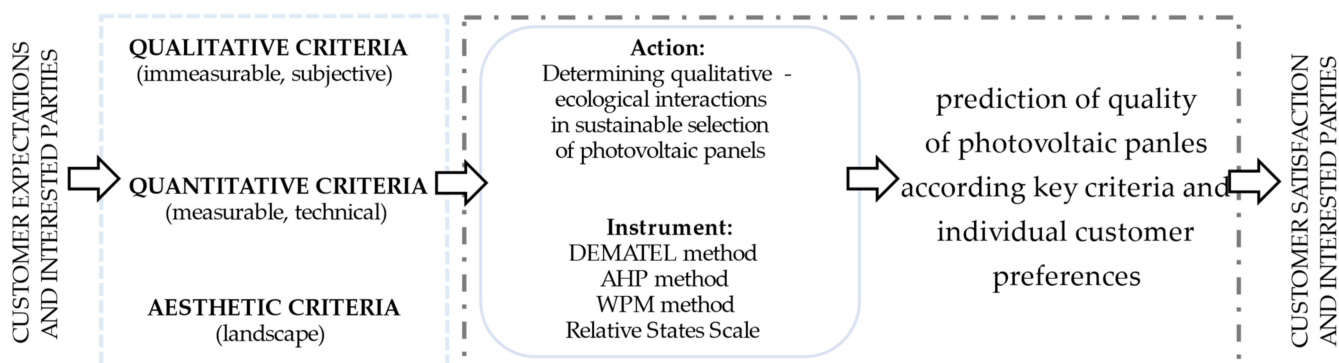 CUSTOMER EXPECTATIONS
AND INTERESTED PARTIES
QUALITATIVE CRITERIA
(immeasurable, subjective)
QUANTITATIVE CRITERIA
(measurable, technical)
AESTHETIC CRITERIA
(landscape)
Action:
Determining qualitative -
ecological interactions
in sustainable selection
of photovoltaic panels
Instrument:
DEMATEL method
AHP method
WPM method
Relative States Scale
prediction of quality
of photovoltaic panles
according key criteria and
individual customer
preferences
CUSTOMER SATISFACTION
AND INTERESTED PARTIES